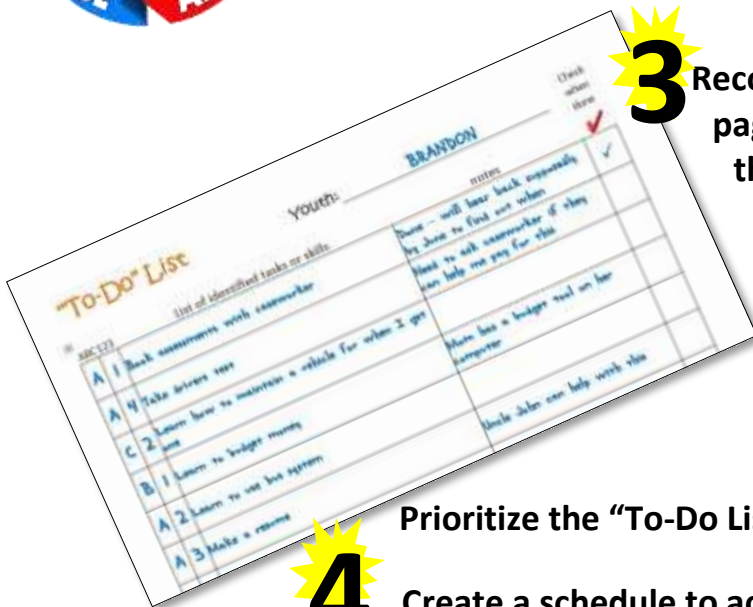 3
Reco
pag
th
Check
when
done
Youth: BRANDON
"TO-DO" List
List of identified tasks or skills
notes
ABC 123
A 1 Book assessments with caseworker
Done - will hear back
by June to find out when
A 4 Take drivers test
Need to ask caseworker if they
can help me pay for this
C 2 Learn how to maintain a vehicle for when I get
one
B 1 Learn to budget money
Mom has a budget tool on her
computer
A 2 Learn to use bus system
A 3 Make a resume
Uncle John can help with this
Prioritize the “To-Do Li
4
Create a schedule to ac